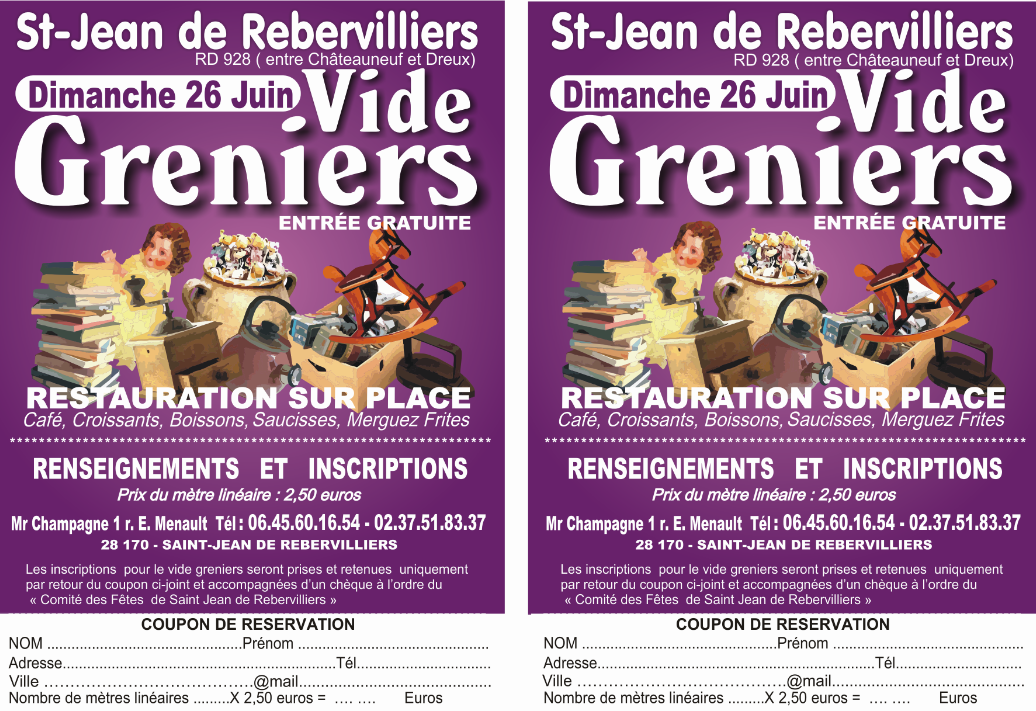 St-Jean de Rebervilliers
RD 928 ( entre Châteauneuf et Dreux)
Dimanche 26 Juin
Vide
Greniers
ENTRÉE GRATUITE
RESTAURATION SUR PLACE
Café, Croissants, Boissons, Saucisses, Merguez Frites
******************************************************************
RENSEIGNEMENTS ET INSCRIPTIONS
Prix du mètre linéaire : 2,50 euros
Mr Champagne 1 r. E. Menault Tél : 06.45.60.16.54 - 02.37.51.83.37
28 170 - SAINT-JEAN DE REBERVILLIERS
Les inscriptions pour le vide greniers seront prises et retenues uniquement
par retour du coupon ci-joint et accompagnées d'un chèque à l'ordre du
« Comité des Fêtes de Saint Jean de Rebervilliers »
COUPON DE RESERVATION
NOM ................................................Prénom ...............................................
Adresse...................................................................Tél.................................
Ville ………………………………….@mail...............................................
Nombre de mètres linéaires .........X 2,50 euros = …. …. Euros
St-Jean de Rebervilliers
RD 928 ( entre Châteauneuf et Dreux)
Dimanche 26 Juin
Vide
Greniers
ENTRÉE GRATUITE
RESTAURATION SUR PLACE
Café, Croissants, Boissons, Saucisses, Merguez Frites
******************************************************************
RENSEIGNEMENTS ET INSCRIPTIONS
Prix du mètre linéaire : 2,50 euros
Mr Champagne 1 r. E. Menault Tél : 06.45.60.16.54 - 02.37.51.83.37
28 170 - SAINT-JEAN DE REBERVILLIERS
Les inscriptions pour le vide greniers seront prises et retenues uniquement
par retour du coupon ci-joint et accompagnées d'un chèque à l'ordre du
« Comité des Fêtes de Saint Jean de Rebervilliers »
COUPON DE RESERVATION
NOM ................................................Prénom ...............................................
Adresse...................................................................Tél...............................
Ville ………………………………….@mail...............................................
Nombre de mètres linéaires .........X 2,50 euros = …. …. Euros